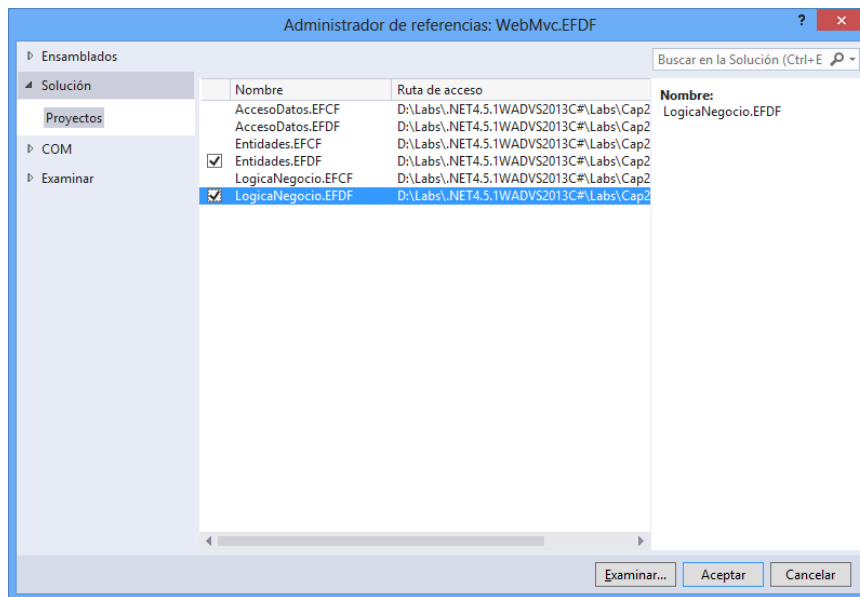 Administrador de referencias: WebMvc.EFDF
? ×
Ensamblados
Solución
Proyectos
COM
Examinar
Nombre Ruta de acceso
AccesoDatos.EFCF D:\Labs\.NET4.5.1WADVS2013C#\Labs\Cap2
AccesoDatos.EFDF D:\Labs\.NET4.5.1WADVS2013C#\Labs\Cap2
Entidades.EFCF D:\Labs\.NET4.5.1WADVS2013C#\Labs\Cap2
Entidades.EFDF D:\Labs\.NET4.5.1WADVS2013C#\Labs\Cap2
LogicaNegocio.EFCF D:\Labs\.NET4.5.1WADVS2013C#\Labs\Cap2
LogicaNegocio.EFDF D:\Labs\.NET4.5.1WADVS2013C#\Labs\Cap2
Buscar en la Solución (Ctrl+E
Nombre:
LogicaNegocio.EFDF
Examinar... Aceptar Cancelar